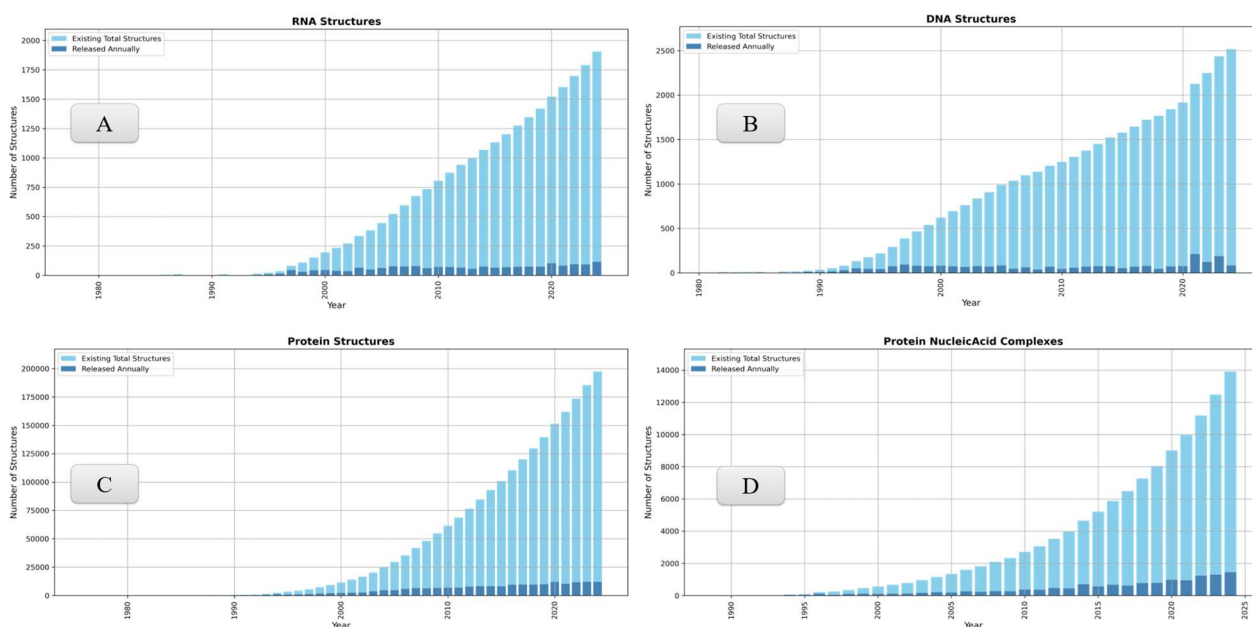 RNA Structures
Existing Total Structures
Released Annually
A
Number of Structures
2000
1750
1500
1250
1000
750
500
250
0
1980
1990
2000
2010
2020
Year
DNA Structures
Existing Total Structures
Released Annually
B
Number of Structures
2500
2000
1500
1000
500
0
1980
1990
2000
2010
2020
Year
Protein Structures
Existing Total Structures
Released Annually
C
Number of Structures
200000
175000
150000
125000
100000
75000
50000
25000
0
1980
1990
2000
2010
2020
Year
Protein NucleicAcid Complexes
Existing Total Structures
Released Annually
D
Number of Structures
14000
12000
10000
8000
6000
4000
2000
0
1990
1995
2000
2005
2010
2015
2020
2025
Year